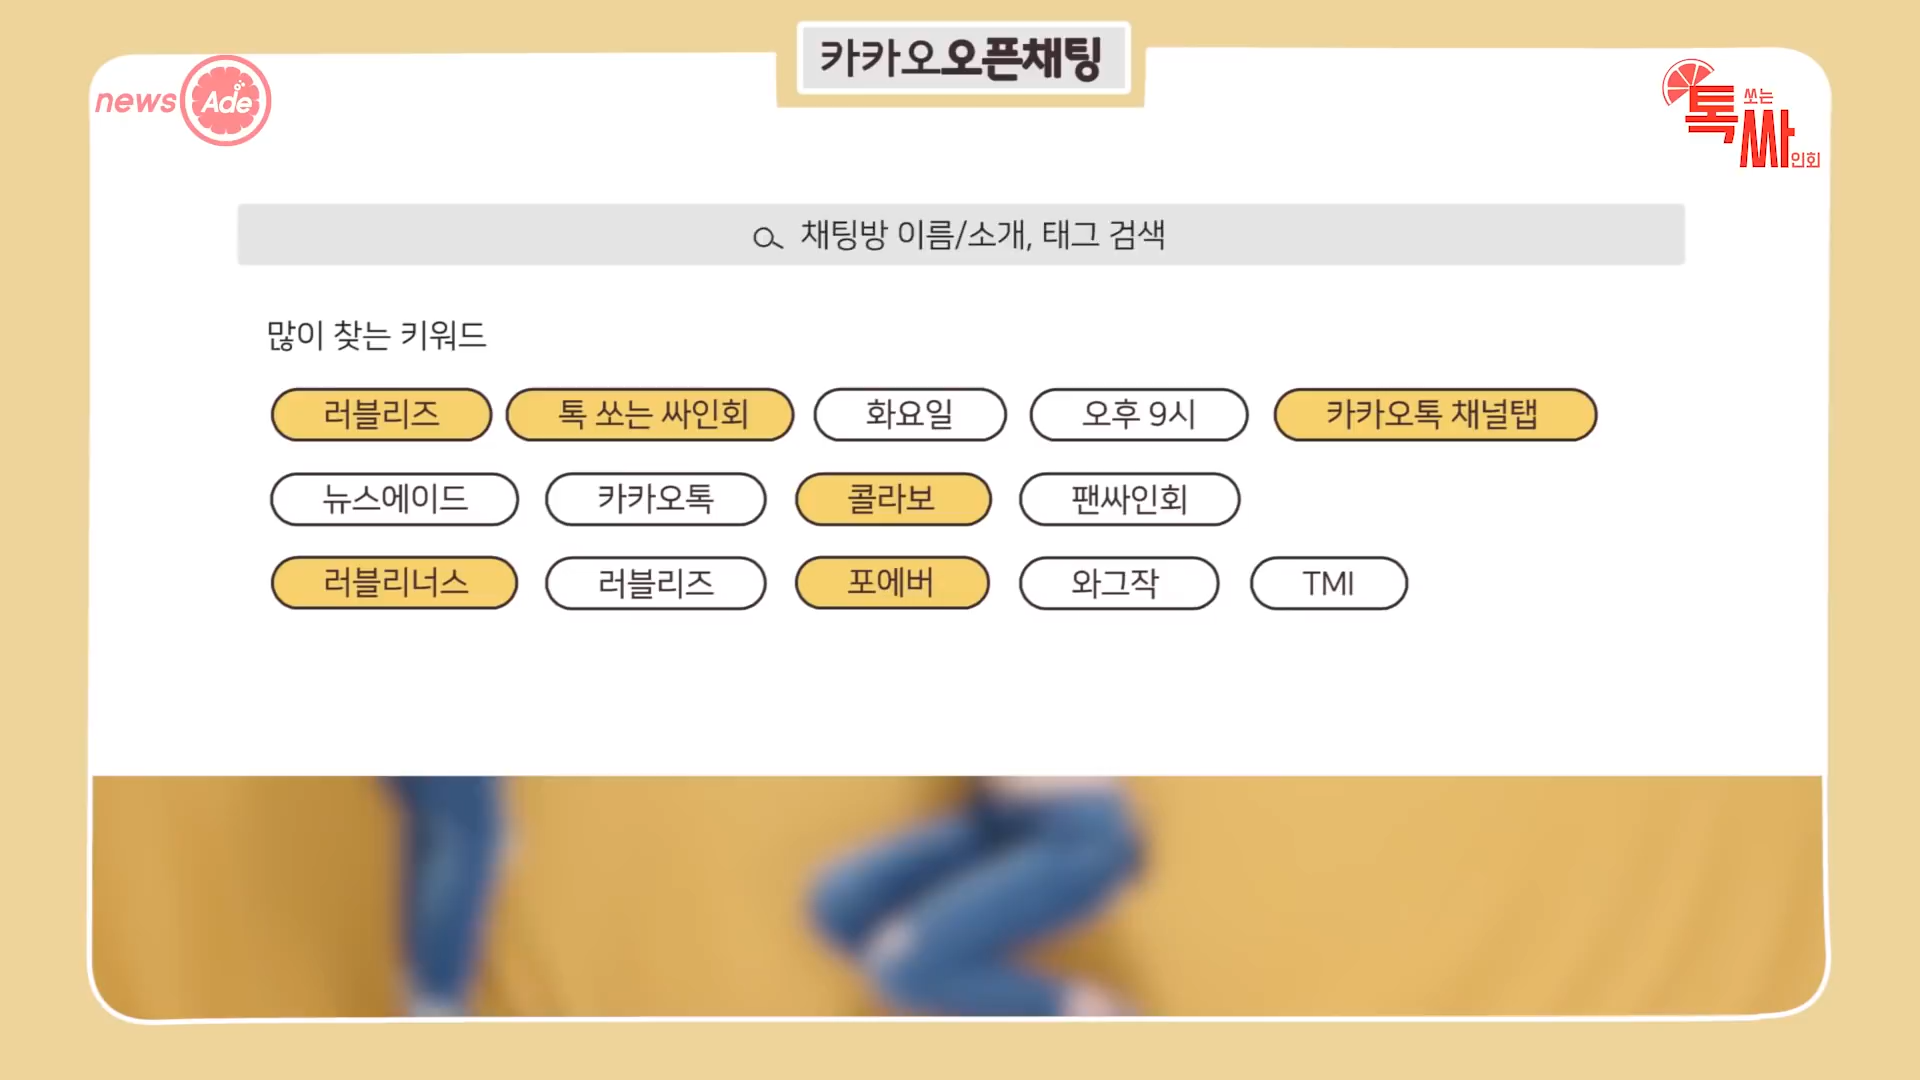 카카오오픈채팅
news Ade
톡 쏘는 싸인회
채팅방 이름/소개, 태그 검색
많이 찾는 키워드
러블리즈 톡 쏘는 싸인회 화요일 오후 9시 카카오톡 채널탭
뉴스에이드 카카오톡 콜라보 팬싸인회
러블리너스 러블리즈 포에버 와그작 TMI